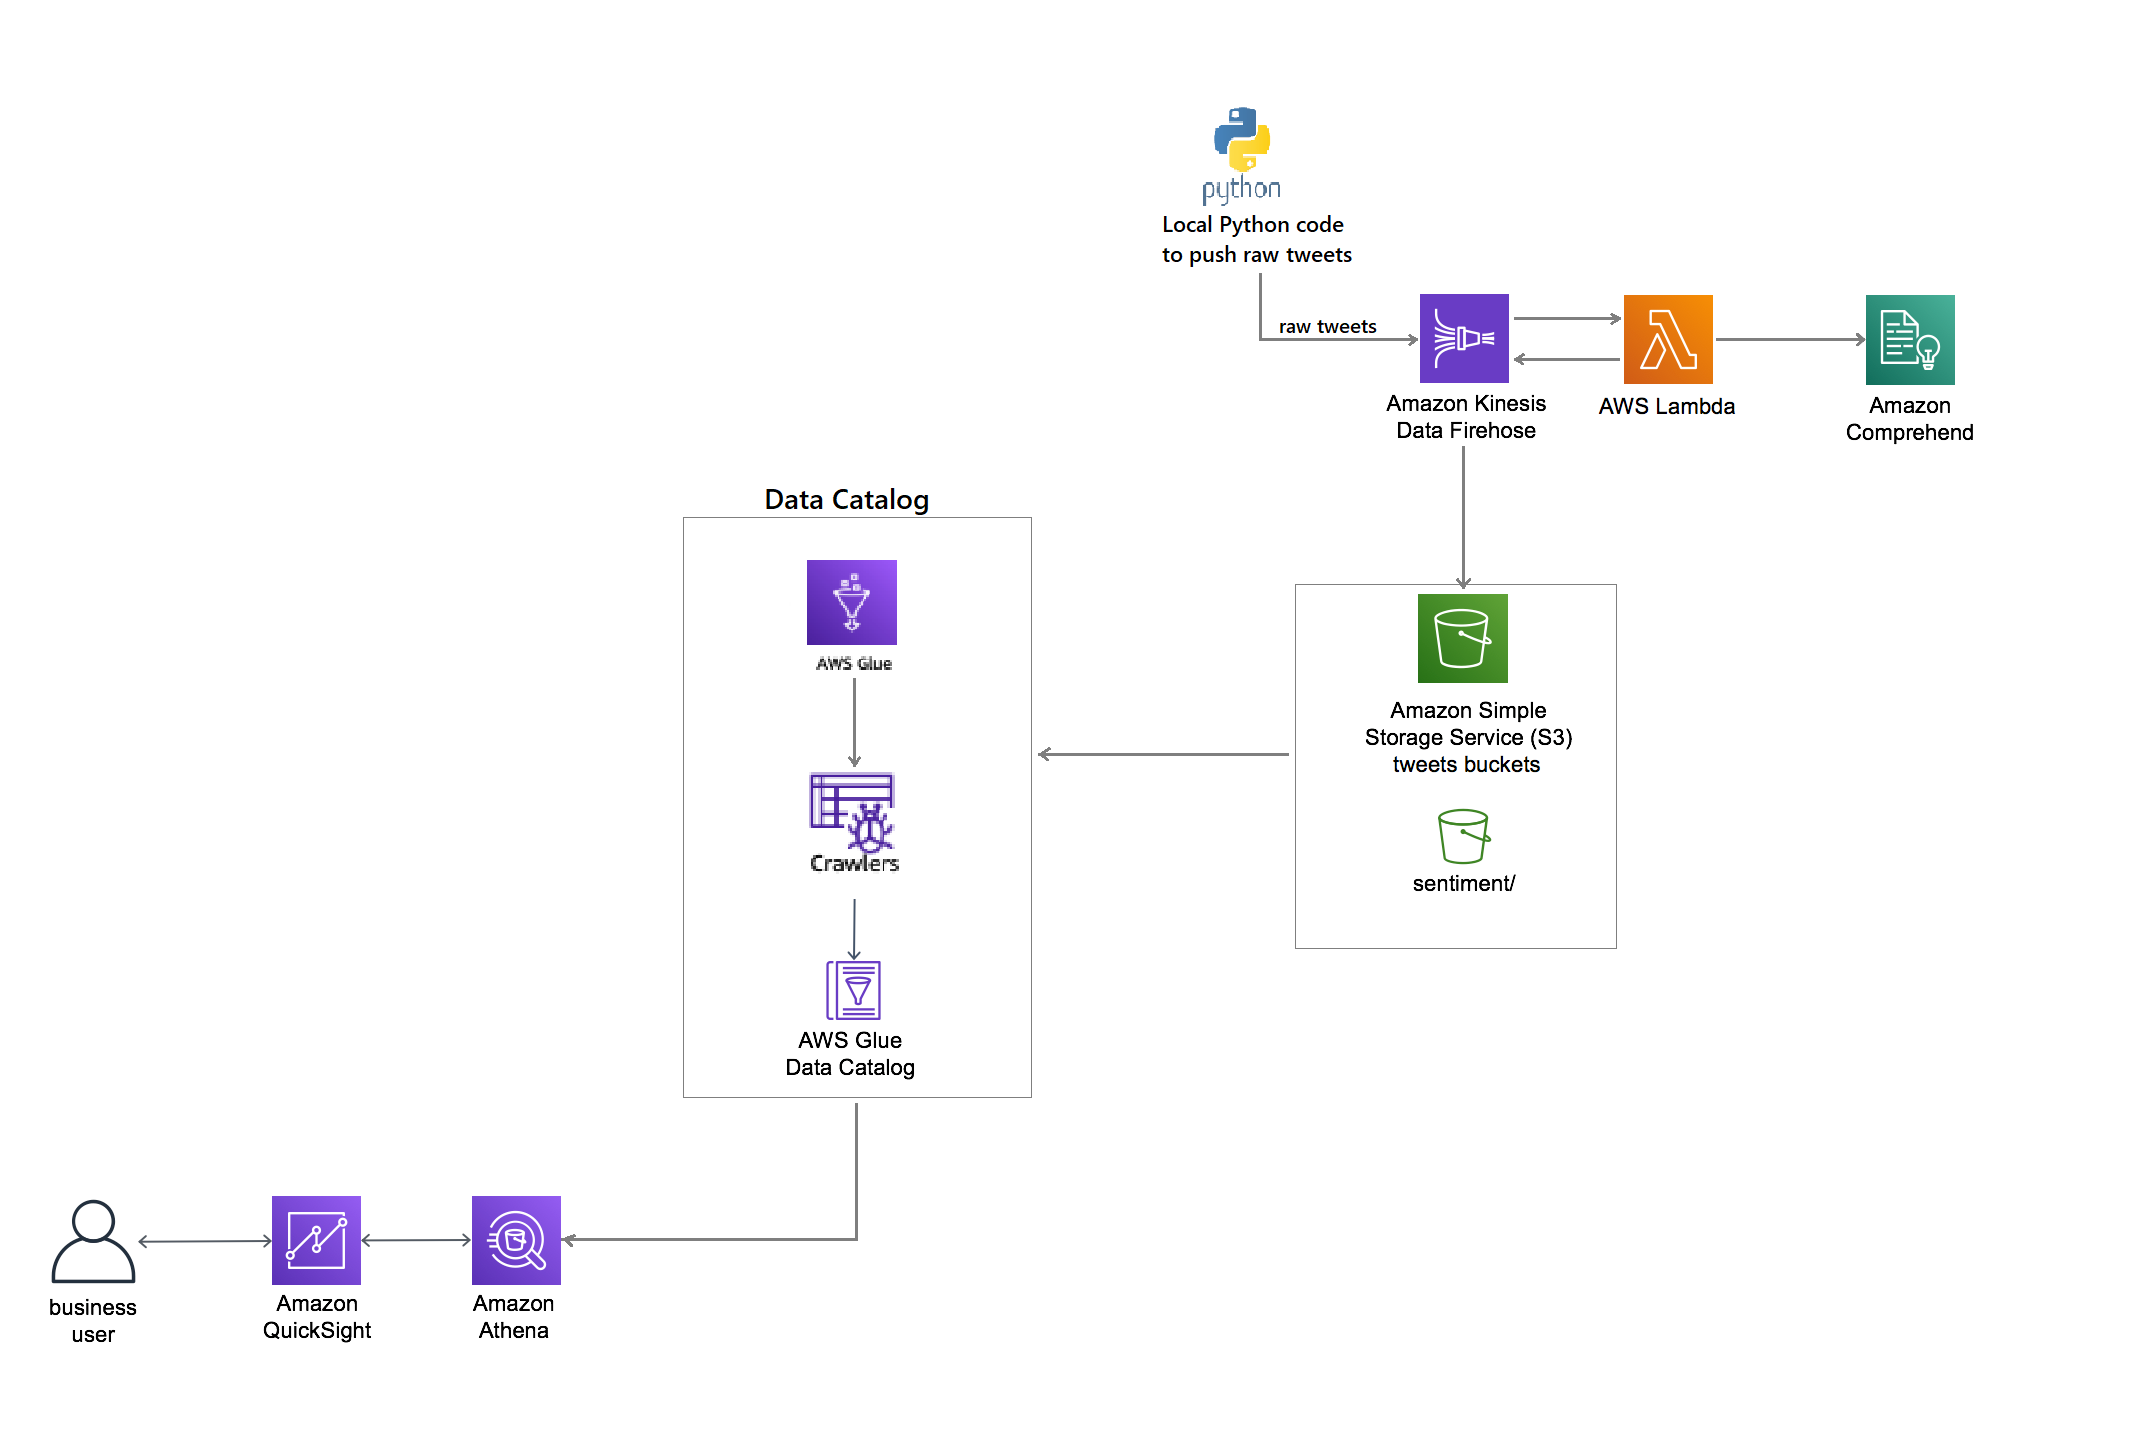 python
Local Python code
to push raw tweets
raw tweets
Amazon Kinesis
Data Firehose
AWS Lambda
Amazon
Comprehend
Data Catalog
AWS Glue
Crawlers
AWS Glue
Data Catalog
Amazon Simple
Storage Service (S3)
tweets buckets
sentiment/
business
user
Amazon
QuickSight
Amazon
Athena